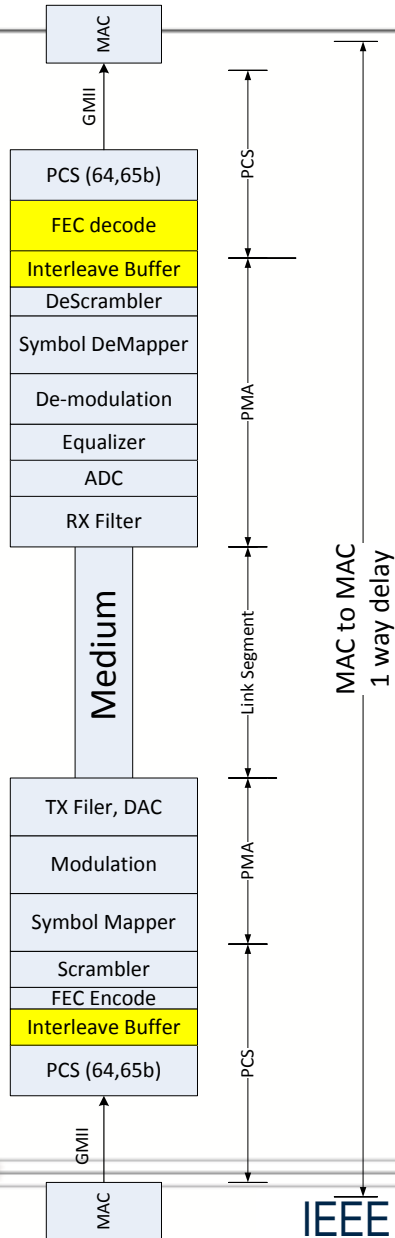 MAC
GMII
PCS (64,65b)
FEC decode
Interleave Buffer
DeScrambler
Symbol DeMapper
De-modulation
Equalizer
ADC
RX Filter
Medium
TX Filer, DAC
Modulation
Symbol Mapper
Scrambler
FEC Encode
Interleave Buffer
PCS (64,65b)
GMII
MAC
PCS
PMA
Link Segment
PMA
PCS
MAC to MAC
1 way delay
IEEE